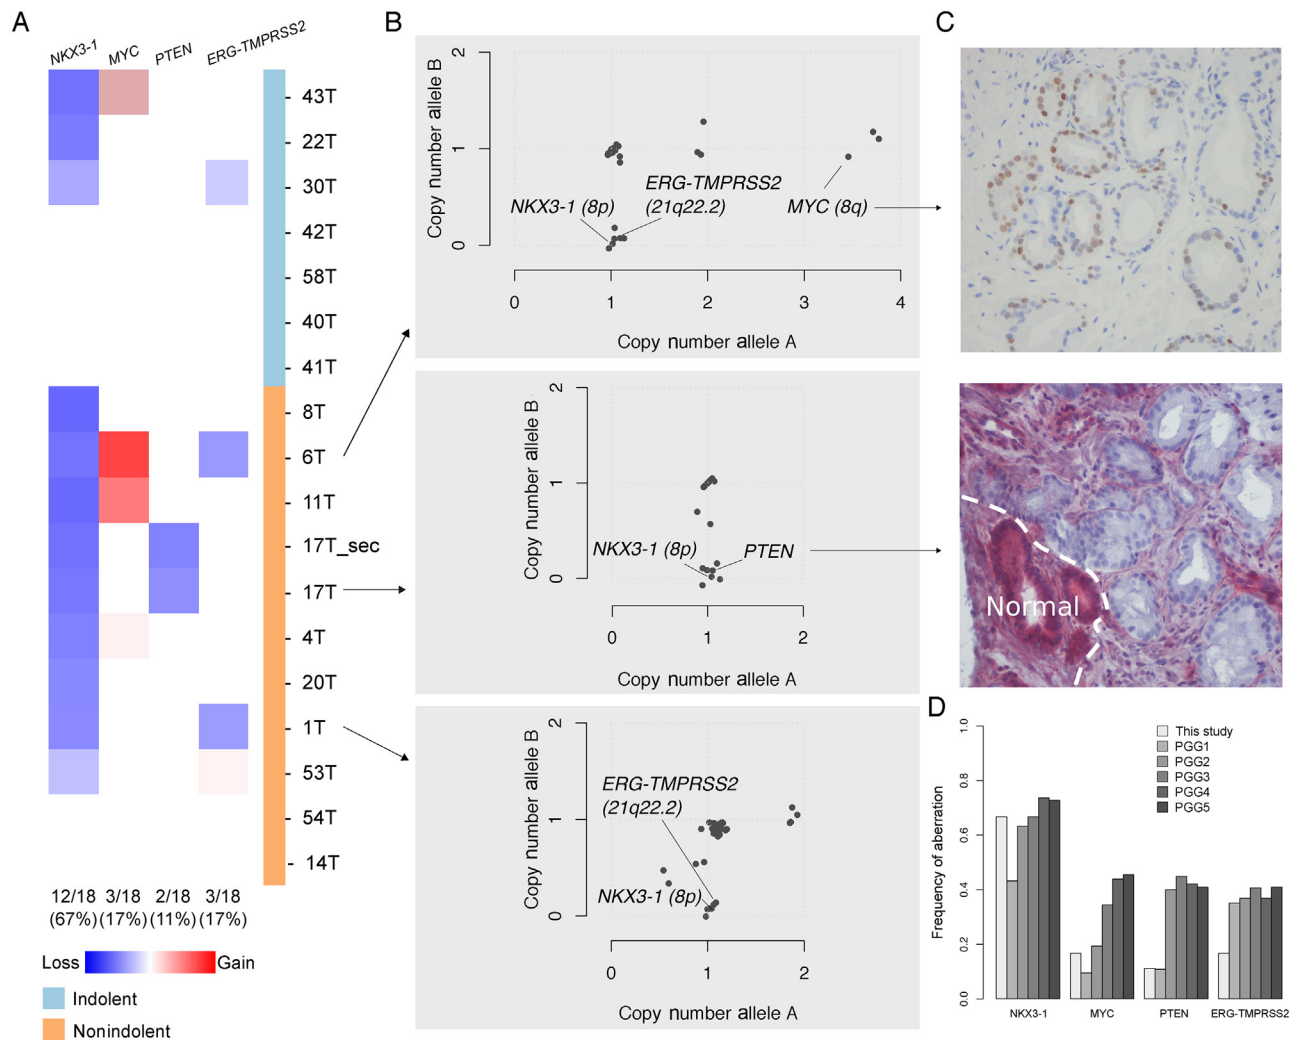 A
NKX3-1
MYC
PTEN
ERG-TMPRSS2
43T
22T
30T
42T
58T
40T
41T
8T
6T
11T
17T_sec
17T
4T
20T
1T
53T
54T
14T
12/18 3/18 2/18 3/18
(67%) (17%) (11%) (17%)
Loss Gain
Indolent
Nonindolent
B
Copy number allele B
2
1
0
NKX3-1 (8p)
ERG-TMPRSS2
(21q22.2)
MYC (8q)
0 1 2 3 4
Copy number allele A
Copy number allele B
2
1
0
NKX3-1 (8p)
PTEN
0 1 2
Copy number allele A
Copy number allele B
2
1
0
ERG-TMPRSS2
(21q22.2)
NKX3-1 (8p)
0 1 2
Copy number allele A
C
Normal
D
Frequency of aberration
1.0
0.8
0.6
0.4
0.2
0.0
This study
PGG1
PGG2
PGG3
PGG4
PGG5
NKX3-1 MYC PTEN ERG-TMPRSS2